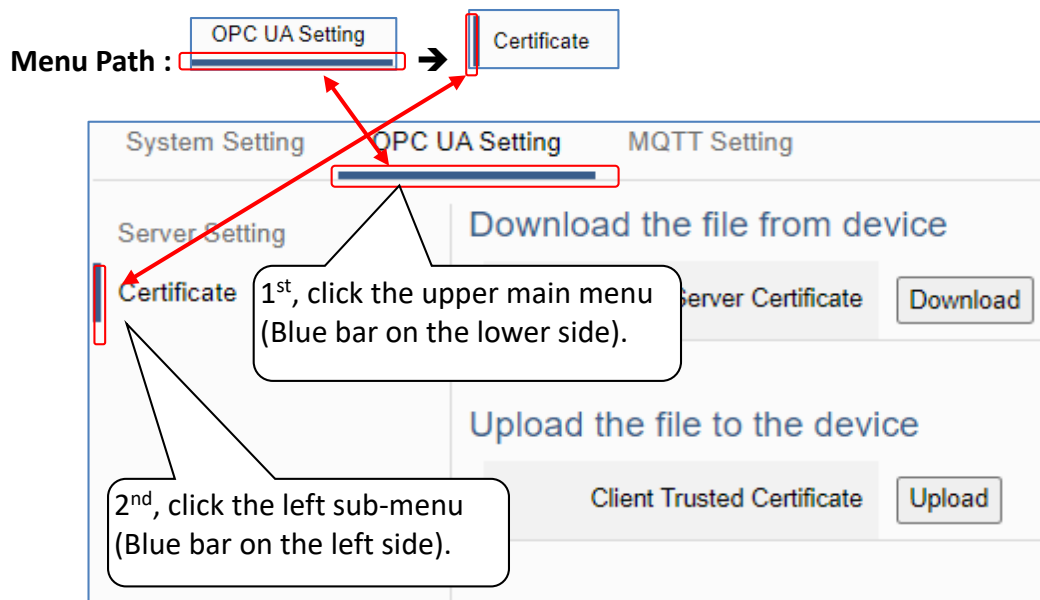 OPC UA Setting
Certificate
Menu Path : ➔
System Setting OPC UA Setting MQTT Setting
Server Setting
Certificate
Download the file from device
Server Certificate Download
1st, click the upper main menu
(Blue bar on the lower side).
Upload the file to the device
Client Trusted Certificate Upload
2nd, click the left sub-menu
(Blue bar on the left side).